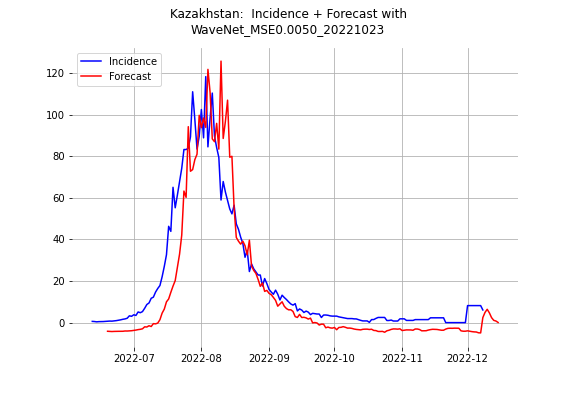 Kazakhstan:  Incidence + Forecast with
WaveNet_MSE0.0050_20221023
Incidence
Forecast
120
100
80
60
40
20
0
2022-07 2022-08 2022-09 2022-10 2022-11 2022-12